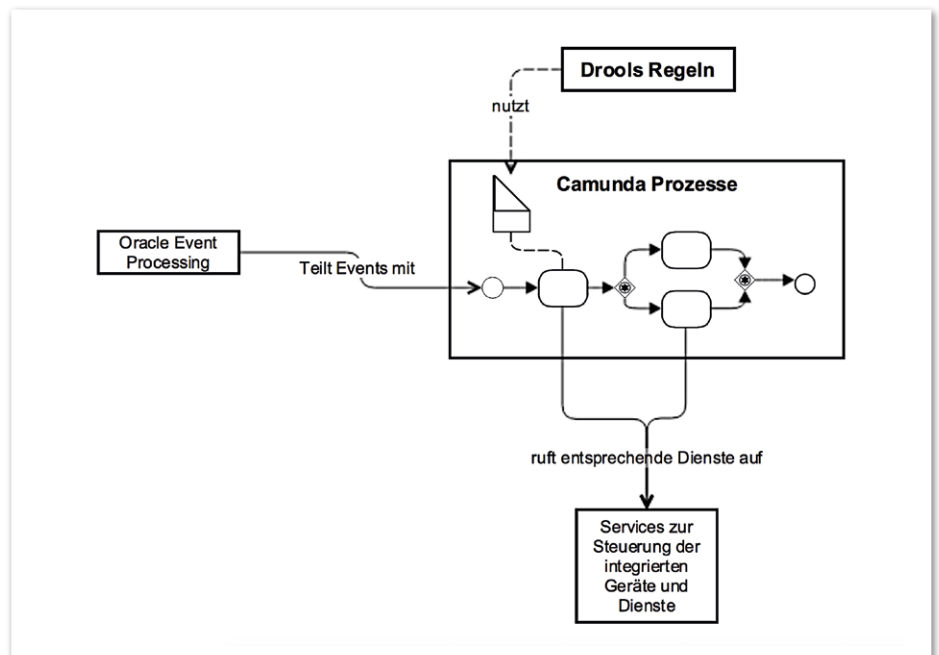 Drools Regeln
nutzt
Camunda Prozesse
Oracle Event
Processing
Teilt Events mit
ruft entsprechende Dienste auf
Services zur
Steuerung der
integrierten
Geräte und
Dienste